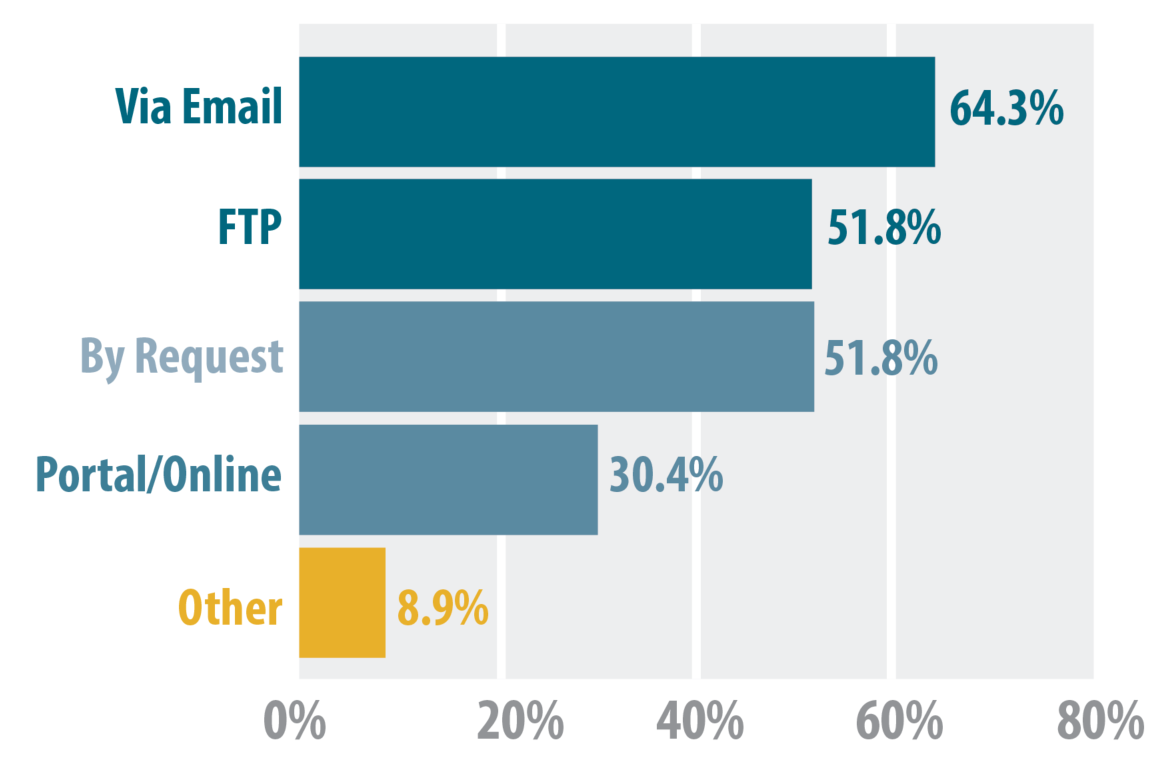 Via Email 64.3%
FTP 51.8%
By Request 51.8%
Portal/Online 30.4%
Other 8.9%
0% 20% 40% 60% 80%